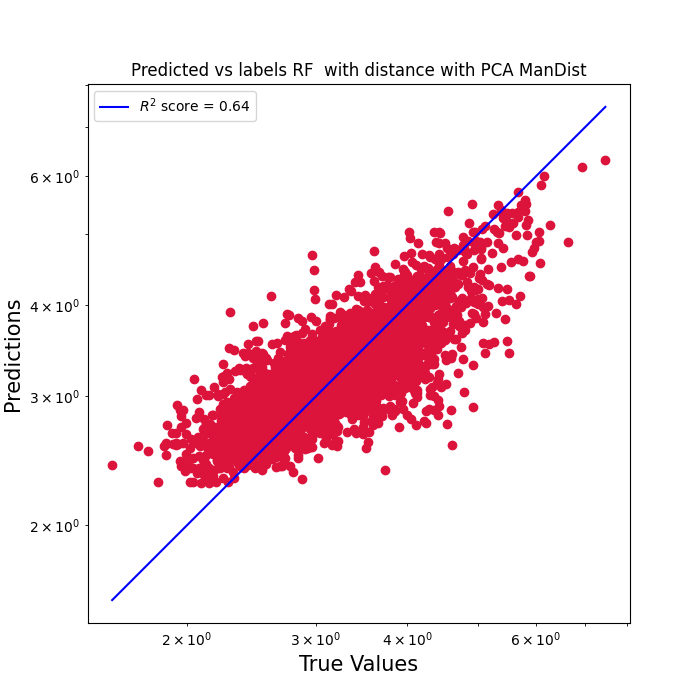 Predicted vs labels RF  with distance with PCA ManDist
R² score = 0.64
6 × 10⁰
4 × 10⁰
3 × 10⁰
2 × 10⁰
Predictions
2 × 10⁰
3 × 10⁰
4 × 10⁰
6 × 10⁰
True Values